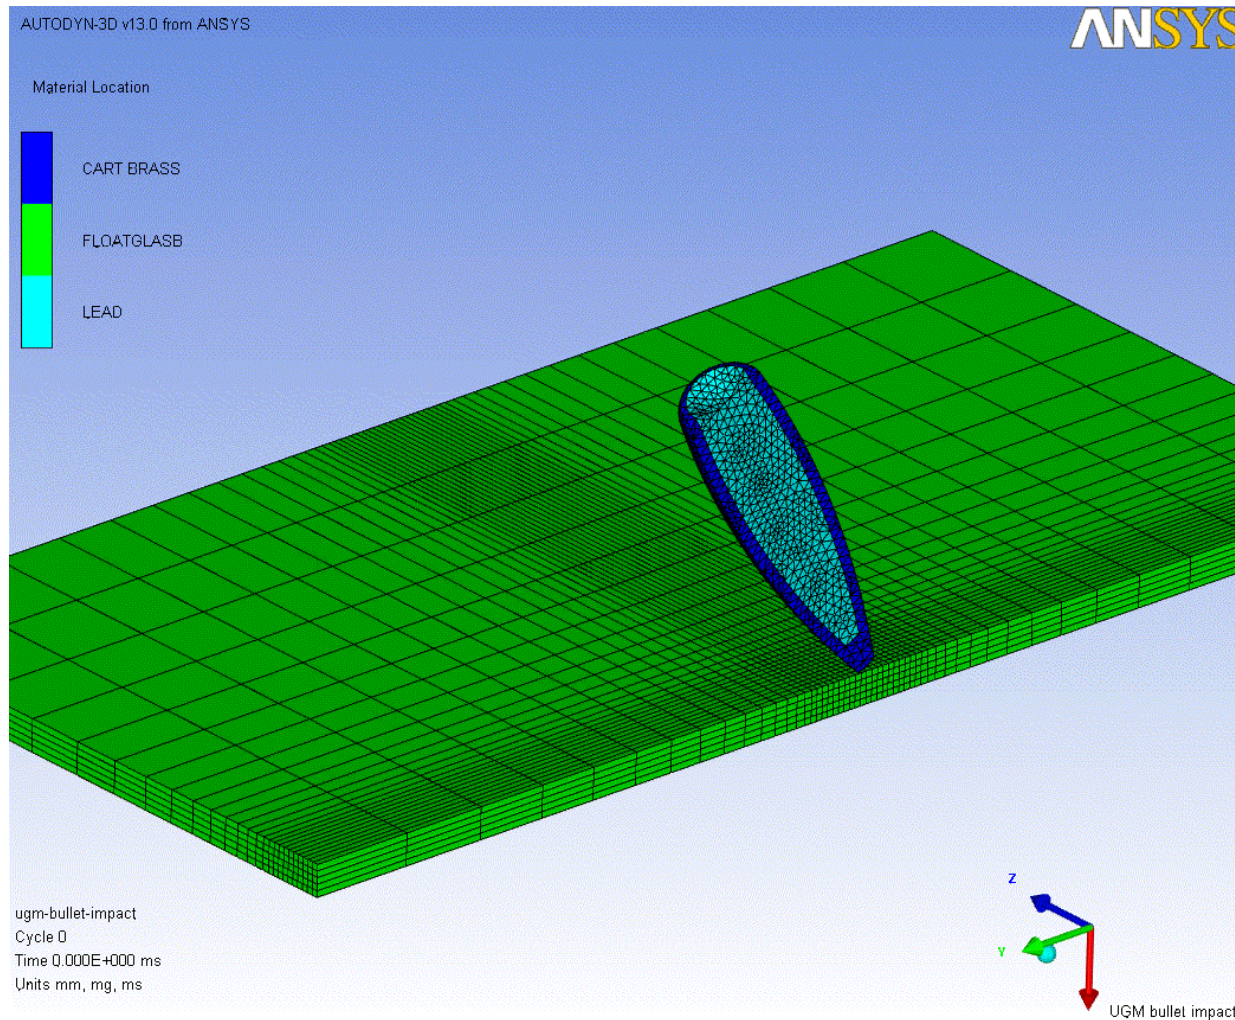 AUTODYN-3D v13.0 from ANSYS
ANSYS
Material Location
CART BRASS
FLOATGLASB
LEAD
ugm-bullet-impact
Cycle 0
Time 0.000E+000 ms
Units mm, mg, ms
Z
Y
UGM bullet impact